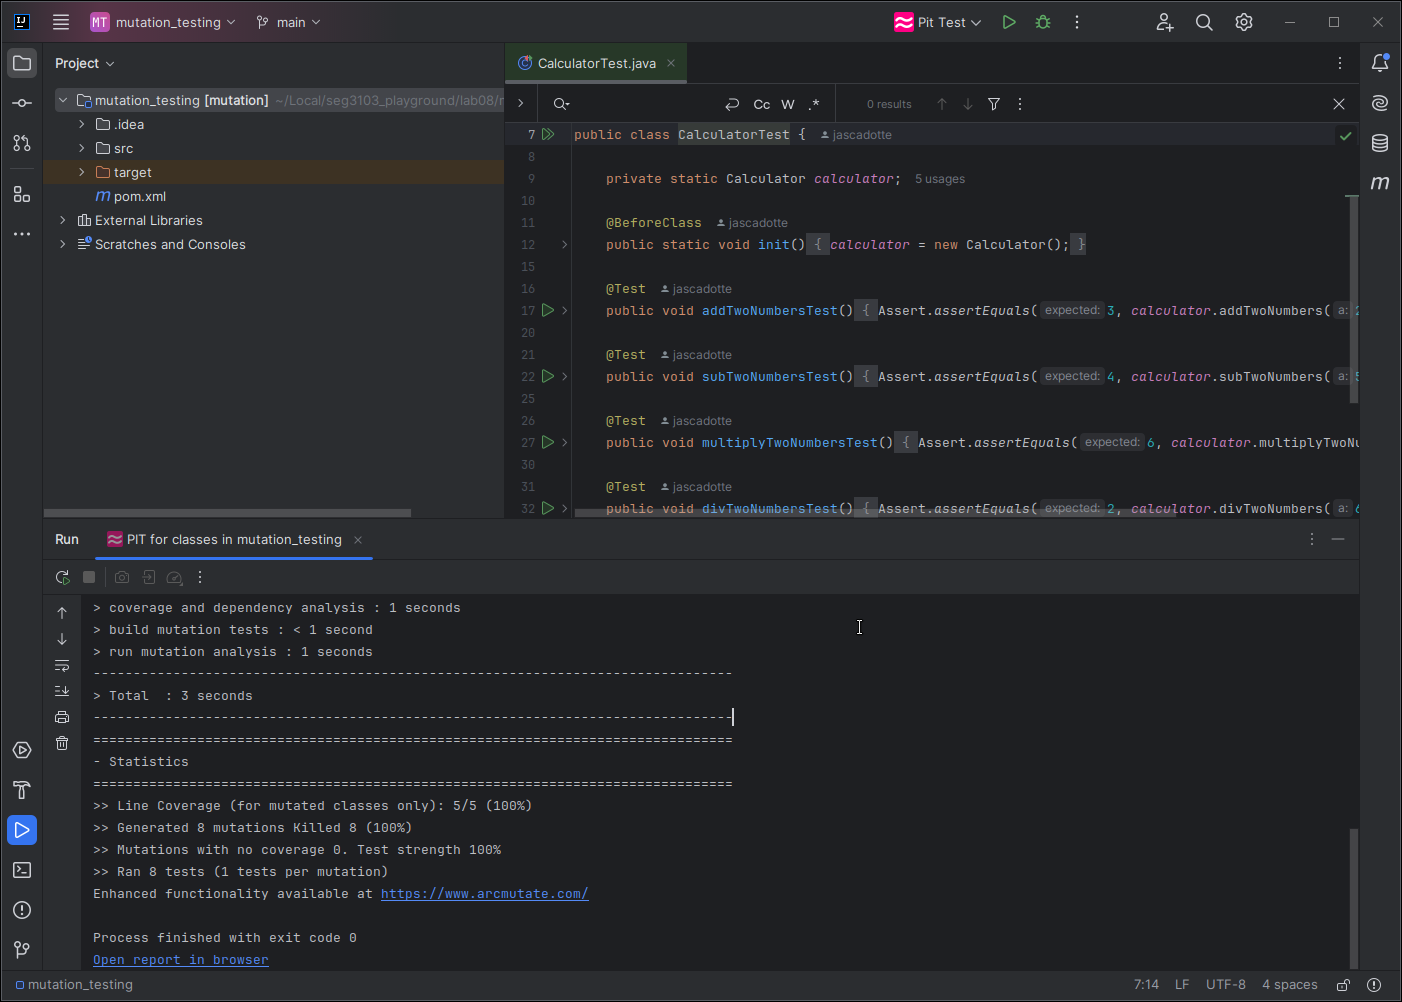 MT mutation_testing main Pit Test
Project
CalculatorTest.java
mutation_testing [mutation] ~/Local/seg3103_playground/lab08/
.idea
src
target
pom.xml
External Libraries
Scratches and Consoles
Cc W .* 0 results
7 public class CalculatorTest { jascadotte
8
9 private static Calculator calculator; 5 usages
10
11 @BeforeClass jascadotte
12 public static void init() { calculator = new Calculator(); }
15
16 @Test jascadotte
17 public void addTwoNumbersTest() { Assert.assertEquals( expected: 3, calculator.addTwoNumbers( a: 2
20
21 @Test jascadotte
22 public void subTwoNumbersTest() { Assert.assertEquals( expected: 4, calculator.subTwoNumbers( a: 5
25
26 @Test jascadotte
27 public void multiplyTwoNumbersTest() { Assert.assertEquals( expected: 6, calculator.multiplyTwoNu
30
31 @Test jascadotte
32 public void divTwoNumbersTest() { Assert.assertEquals( expected: 2, calculator.divTwoNumbers( a: 6
Run PIT for classes in mutation_testing
> coverage and dependency analysis : 1 seconds
> build mutation tests : < 1 second
> run mutation analysis : 1 seconds
--------------------------------------------------------------------------------
> Total  : 3 seconds
--------------------------------------------------------------------------------
================================================================================
- Statistics
================================================================================
>> Line Coverage (for mutated classes only): 5/5 (100%)
>> Generated 8 mutations Killed 8 (100%)
>> Mutations with no coverage 0. Test strength 100%
>> Ran 8 tests (1 tests per mutation)
Enhanced functionality available at https://www.arcmutate.com/
Process finished with exit code 0
Open report in browser
mutation_testing 7:14 LF UTF-8 4 spaces